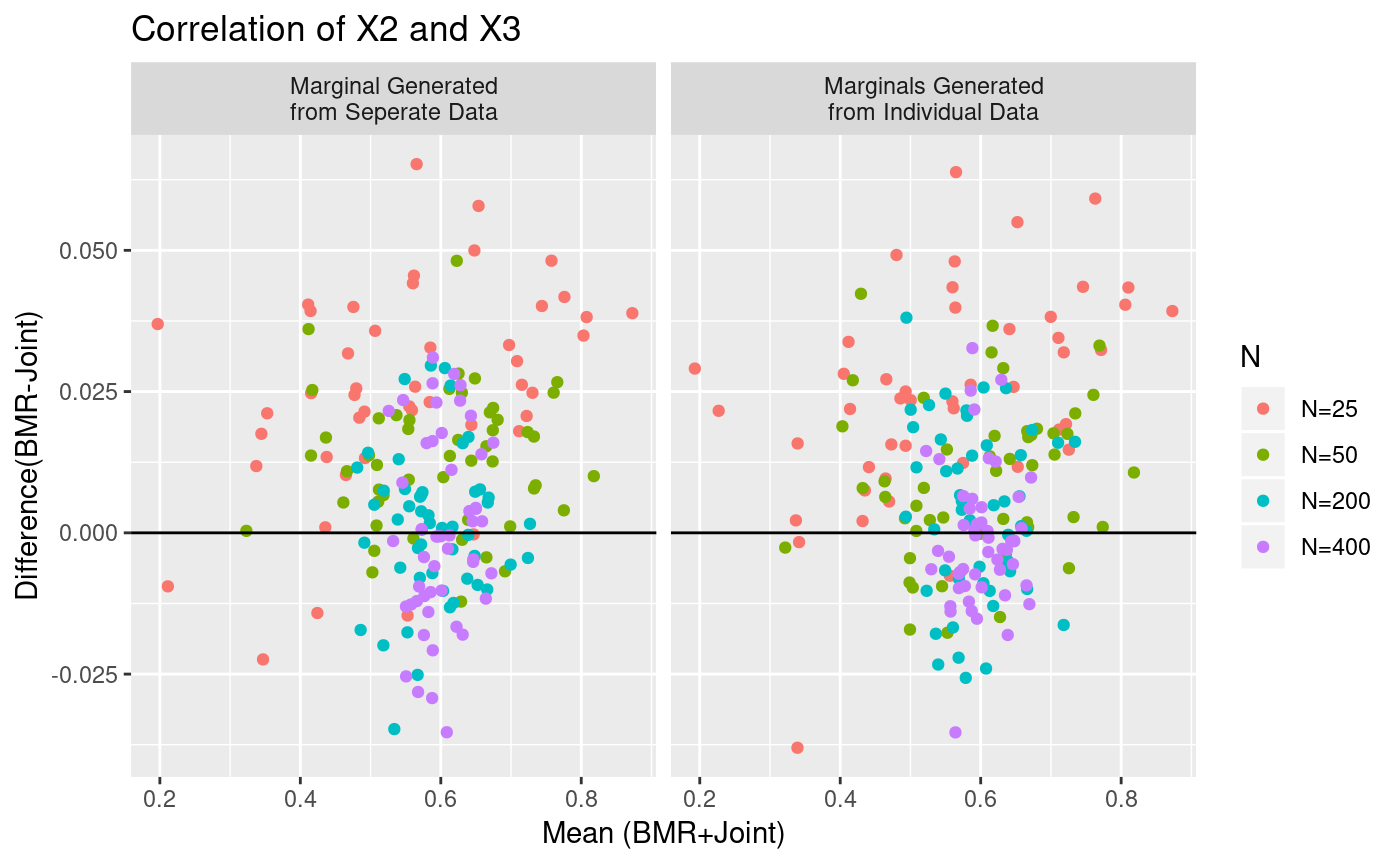 Correlation of X2 and X3
Marginal Generated
from Seperate Data
Marginals Generated
from Individual Data
Difference(BMR-Joint)
0.050
0.025
0.000
-0.025
0.2
0.4
0.6
0.8
0.2
0.4
0.6
0.8
Mean (BMR+Joint)
N
N=25
N=50
N=200
N=400